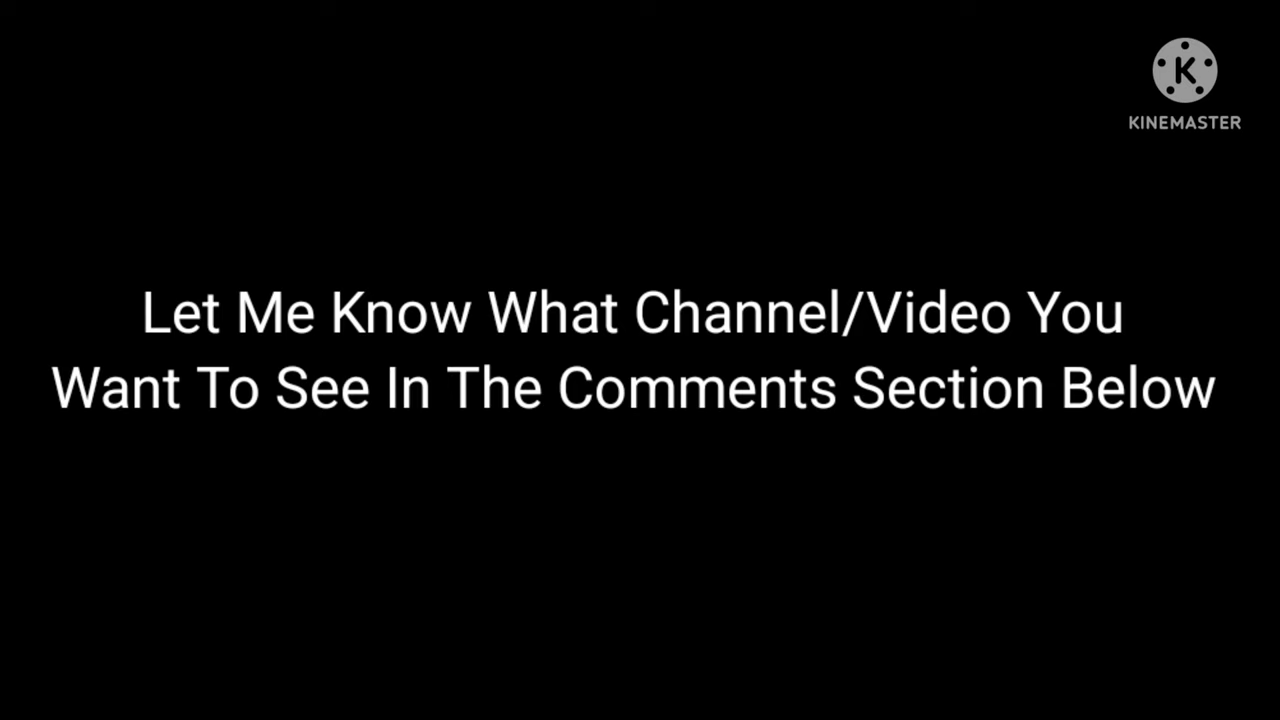 K
KINEMASTER
Let Me Know What Channel/Video You
Want To See In The Comments Section Below